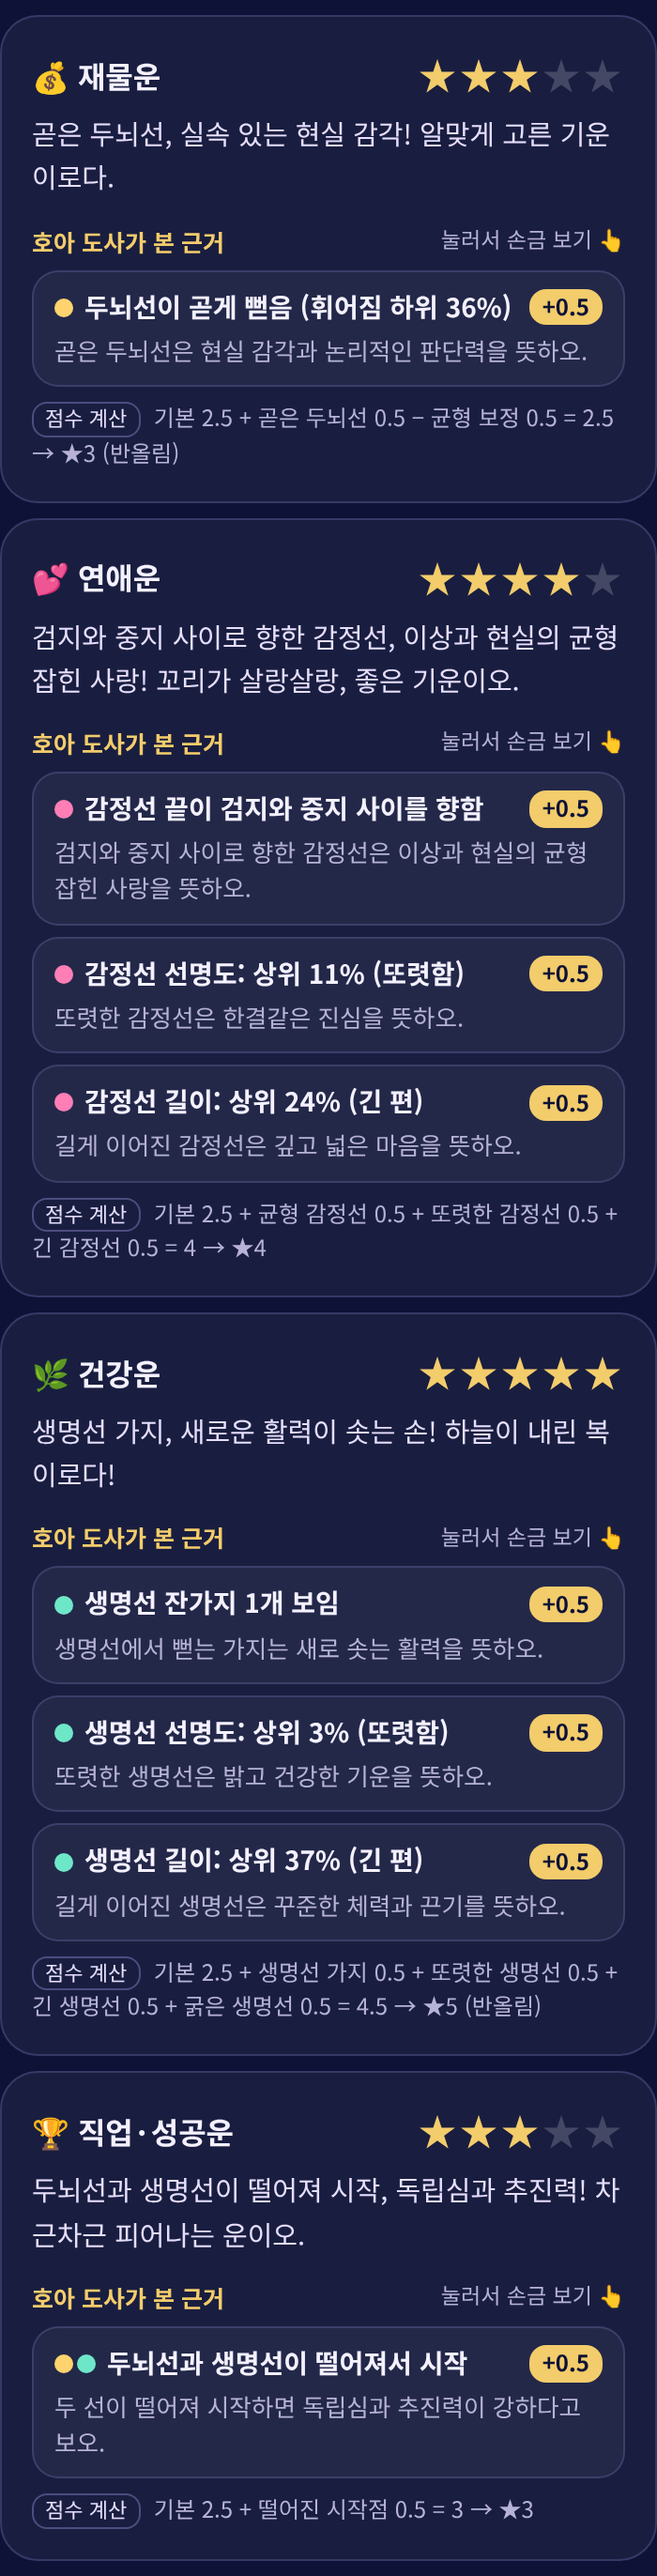 💰 재물운 ★★★★★
곧은 두뇌선, 실속 있는 현실 감각! 알맞게 고른 기운
이로다.
호아 도사가 본 근거 눌러서 손금 보기 👆
두뇌선이 곧게 뻗음 (휘어짐 하위 36%) +0.5
곧은 두뇌선은 현실 감각과 논리적인 판단력을 뜻하오.
점수 계산 기본 2.5 + 곧은 두뇌선 0.5 − 균형 보정 0.5 = 2.5
→ ★3 (반올림)
💕 연애운 ★★★★★
검지와 중지 사이로 향한 감정선, 이상과 현실의 균형
잡힌 사랑! 꼬리가 살랑살랑, 좋은 기운이오.
호아 도사가 본 근거 눌러서 손금 보기 👆
감정선 끝이 검지와 중지 사이를 향함 +0.5
검지와 중지 사이로 향한 감정선은 이상과 현실의 균형
잡힌 사랑을 뜻하오.
감정선 선명도: 상위 11% (또렷함) +0.5
또렷한 감정선은 한결같은 진심을 뜻하오.
감정선 길이: 상위 24% (긴 편) +0.5
길게 이어진 감정선은 깊고 넓은 마음을 뜻하오.
점수 계산 기본 2.5 + 균형 감정선 0.5 + 또렷한 감정선 0.5 +
긴 감정선 0.5 = 4 → ★4
🌿 건강운 ★★★★★
생명선 가지, 새로운 활력이 솟는 손! 하늘이 내린 복
이로다!
호아 도사가 본 근거 눌러서 손금 보기 👆
생명선 잔가지 1개 보임 +0.5
생명선에서 뻗는 가지는 새로 솟는 활력을 뜻하오.
생명선 선명도: 상위 3% (또렷함) +0.5
또렷한 생명선은 밝고 건강한 기운을 뜻하오.
생명선 길이: 상위 37% (긴 편) +0.5
길게 이어진 생명선은 꾸준한 체력과 끈기를 뜻하오.
점수 계산 기본 2.5 + 생명선 가지 0.5 + 또렷한 생명선 0.5 +
긴 생명선 0.5 + 굵은 생명선 0.5 = 4.5 → ★5 (반올림)
🏆 직업·성공운 ★★★★★
두뇌선과 생명선이 떨어져 시작, 독립심과 추진력! 차
근차근 피어나는 운이오.
호아 도사가 본 근거 눌러서 손금 보기 👆
두뇌선과 생명선이 떨어져서 시작 +0.5
두 선이 떨어져 시작하면 독립심과 추진력이 강하다고
보오.
점수 계산 기본 2.5 + 떨어진 시작점 0.5 = 3 → ★3